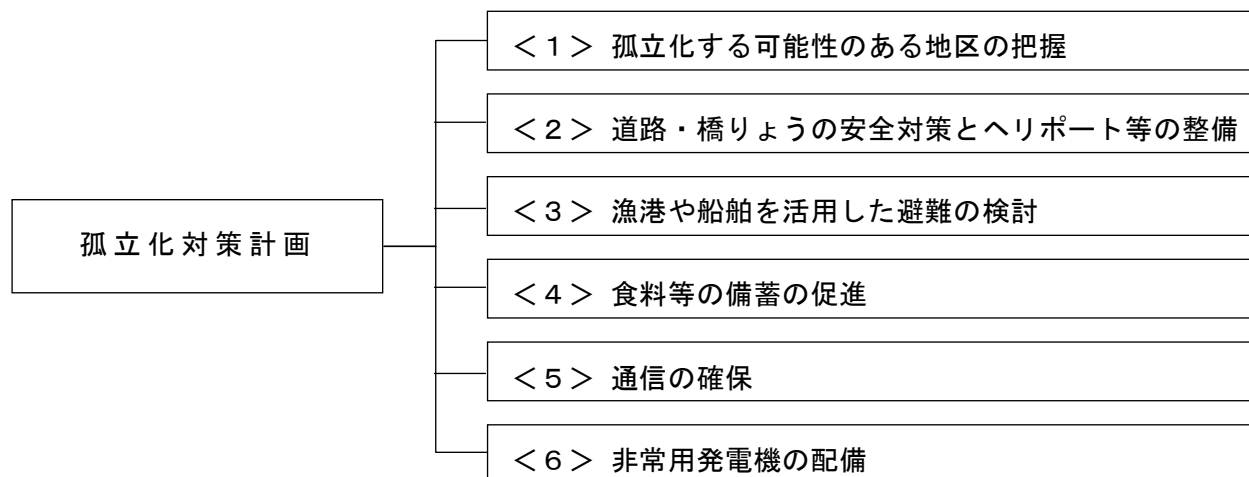 孤立化対策計画
＜１＞ 孤立化する可能性のある地区の把握
＜２＞ 道路・橋りょうの安全対策とヘリポート等の整備
＜３＞ 漁港や船舶を活用した避難の検討
＜４＞ 食料等の備蓄の促進
＜５＞ 通信の確保
＜６＞ 非常用発電機の配備